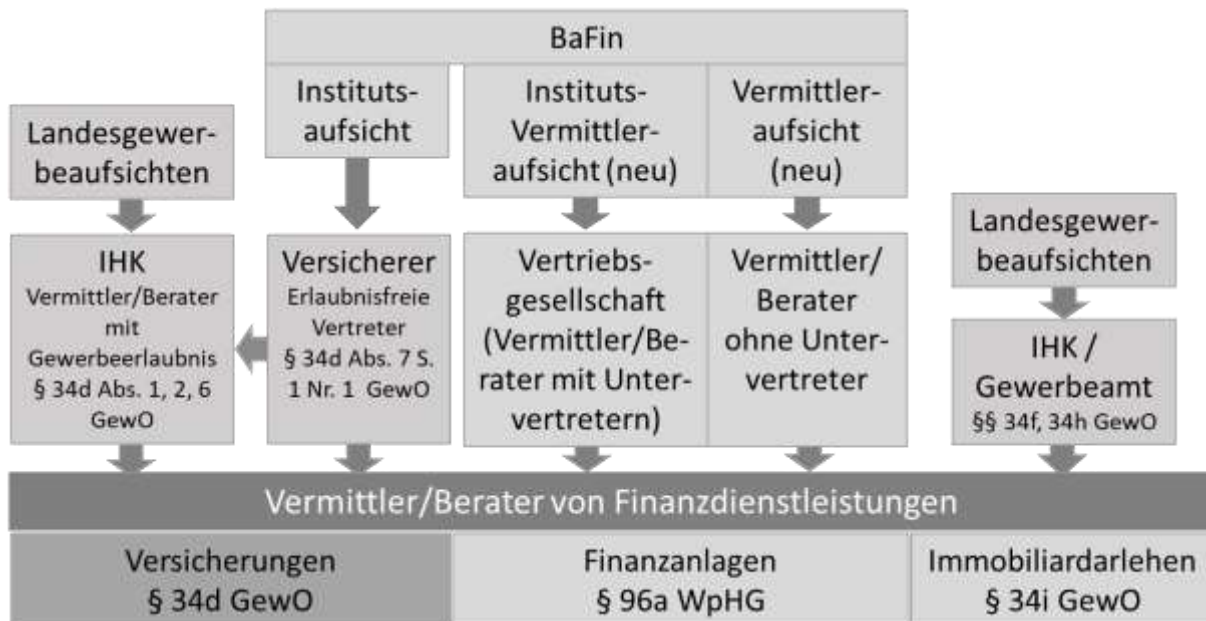 BaFin
Instituts-
aufsicht
Instituts-
Vermittler-
aufsicht (neu)
Vermittler-
aufsicht
(neu)
Landesgewer-
beaufsichten
Landesgewer-
beaufsichten
IHK
Vermittler/Berater
mit
Gewerbeerlaubnis
§ 34d Abs. 1, 2, 6
GewO
Versicherer
Erlaubnisfreie
Vertreter
§ 34d Abs. 7 S.
1 Nr. 1 GewO
Vertriebs-
gesellschaft
(Vermittler/Be-
rater mit Unter-
vertretern)
Vermittler/
Berater
ohne Unter-
vertreter
IHK /
Gewerbeamt
§§ 34f, 34h GewO
Vermittler/Berater von Finanzdienstleistungen
Versicherungen
§ 34d GewO
Finanzanlagen
§ 96a WpHG
Immobiliardarlehen
§ 34i GewO